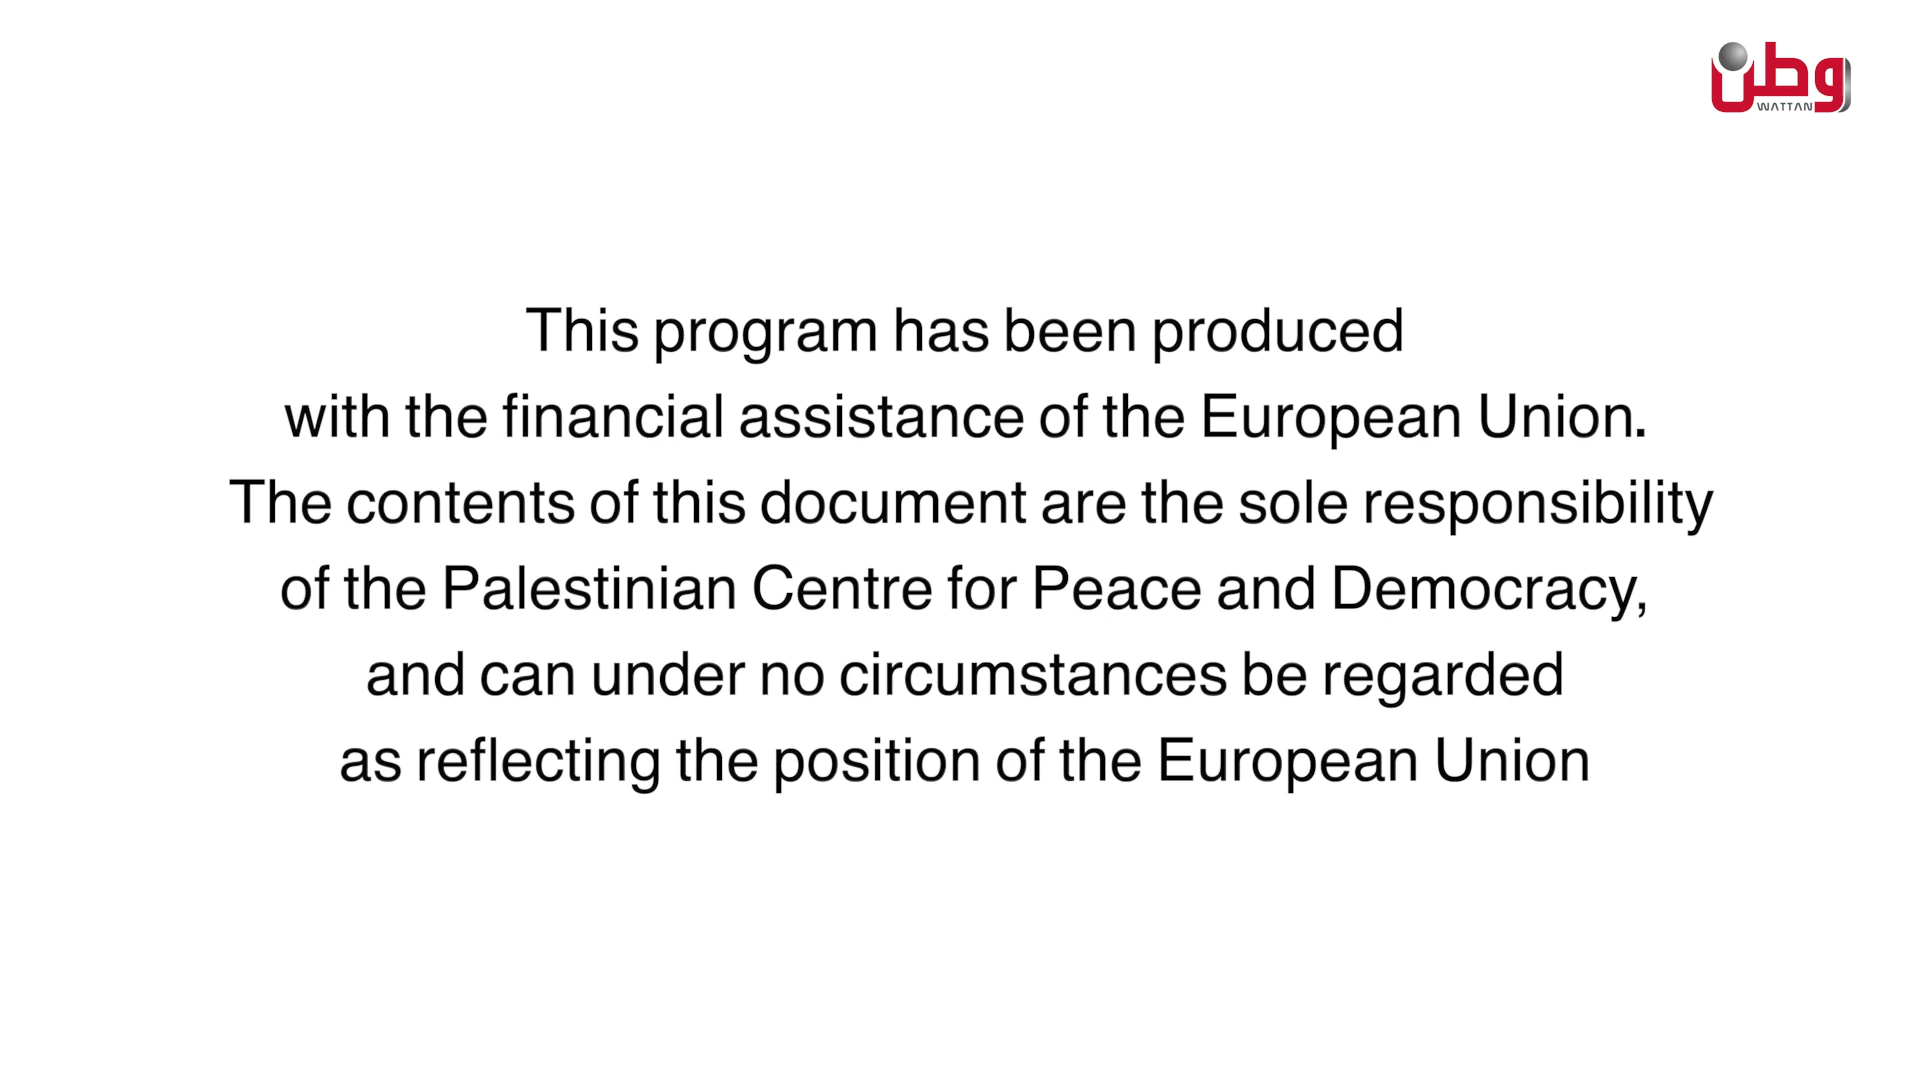 وطن
WATTAN
This program has been produced
with the financial assistance of the European Union.
The contents of this document are the sole responsibility
of the Palestinian Centre for Peace and Democracy,
and can under no circumstances be regarded
as reflecting the position of the European Union